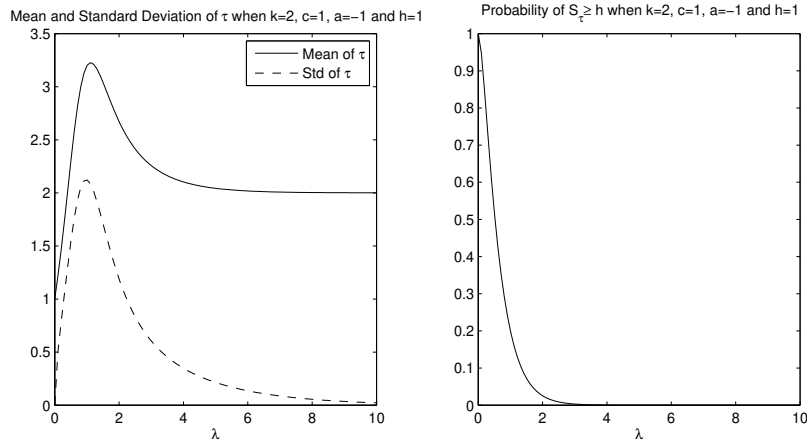 Mean and Standard Deviation of τ when k=2, c=1, a=−1 and h=1
3.5
3
2.5
2
1.5
1
0.5
0
0 2 4 6 8 10
λ
Mean of τ
Std of τ
Probability of S_τ ≥ h when k=2, c=1, a=−1 and h=1
1
0.9
0.8
0.7
0.6
0.5
0.4
0.3
0.2
0.1
0
0 2 4 6 8 10
λ